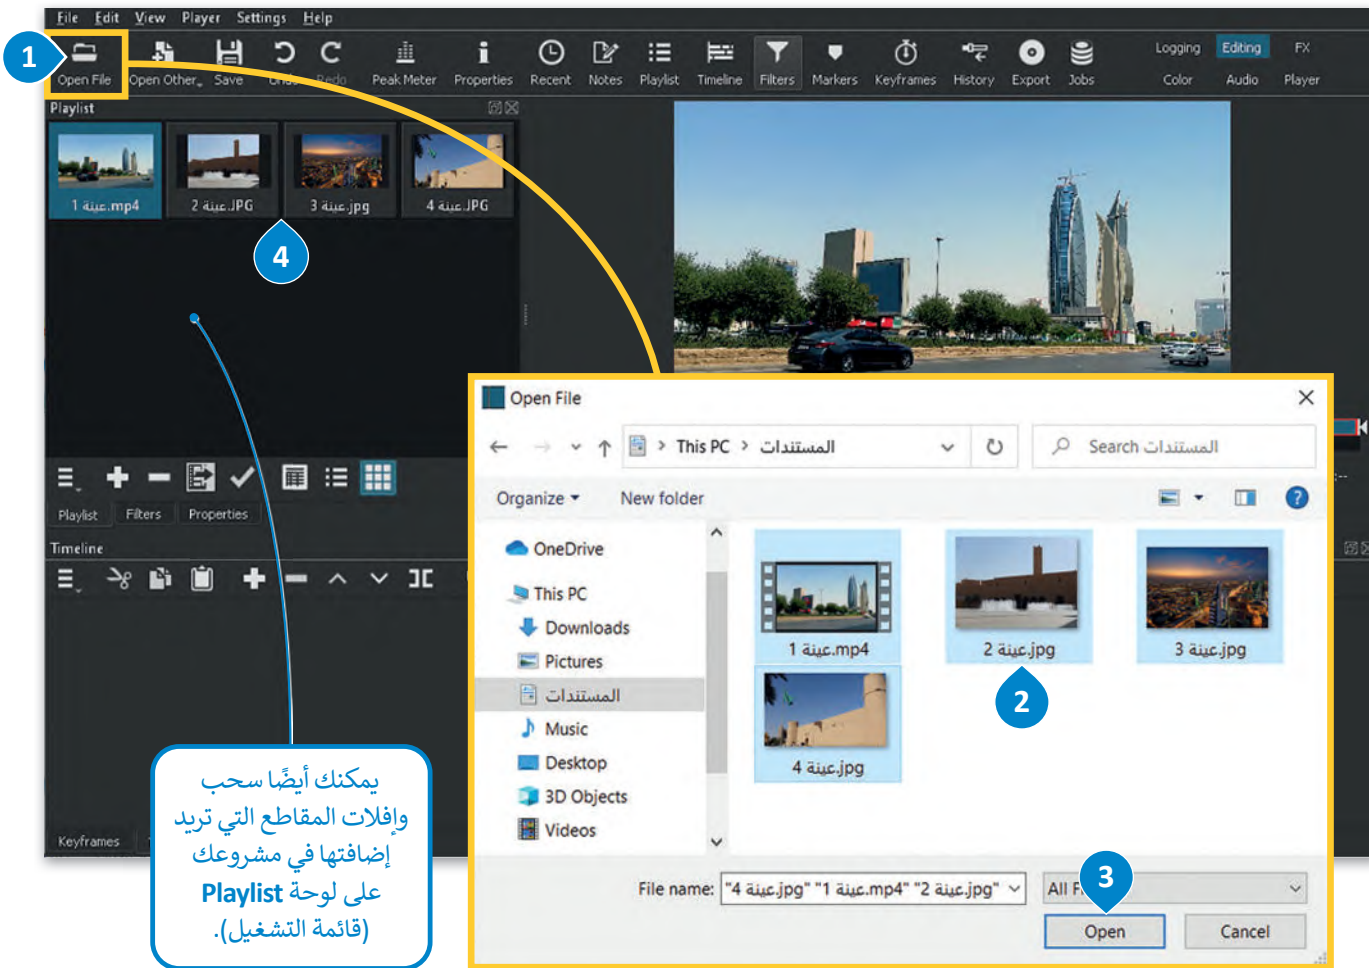 File Edit View Player Settings Help
1
Open File Open Other Save Undo Redo Peak Meter Properties Recent Notes Playlist Timeline Filters Markers Keyframes History Export Jobs
Logging Editing FX
Color Audio Player
Playlist
عينة 1.mp4
عينة 2.JPG
عينة 3.jpg
عينة 4.JPG
4
Playlist Filters Properties
Timeline
Keyframes
Open File
This PC > المستندات
Search المستندات
Organize New folder
OneDrive
This PC
Downloads
Pictures
المستندات
Music
Desktop
3D Objects
Videos
عينة 1.mp4
عينة 2.jpg
عينة 3.jpg
2
عينة 4.jpg
File name: "عينة 4.jpg" "عينة 1.mp4" "عينة 2.jpg"
All F
3
Open Cancel
يمكنك أيضًا سحب
وإفلات المقاطع التي تريد
إضافتها في مشروعك
على لوحة Playlist
(قائمة التشغيل).